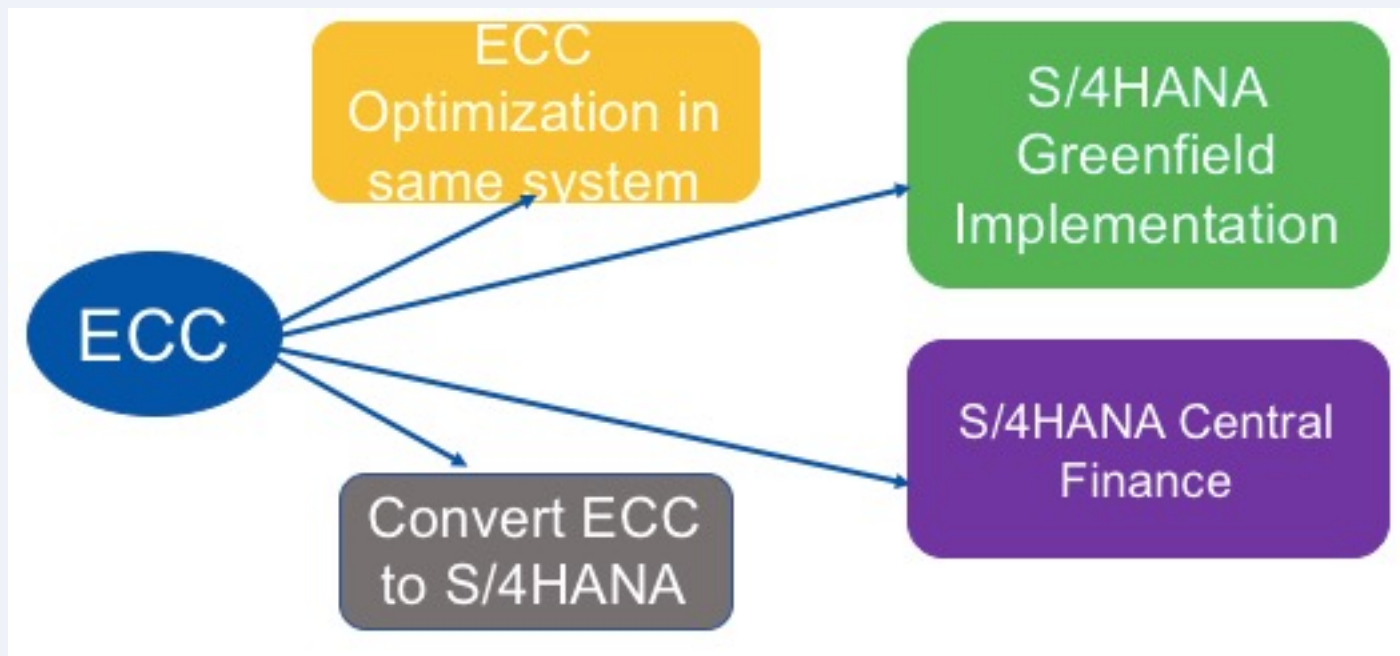 ECC
Optimization in
same system
S/4HANA
Greenfield
Implementation
ECC
S/4HANA Central
Finance
Convert ECC
to S/4HANA